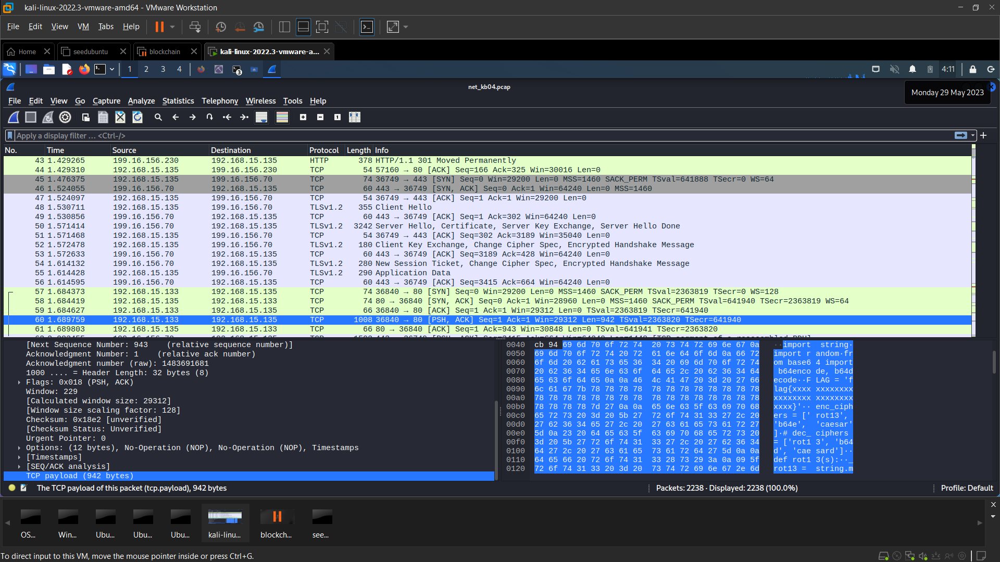 kali-linux-2022.3-vmware-amd64 - VMware Workstation
File Edit View VM Tabs Help
Home
seedubuntu
blockchain
kali-linux-2022.3-vmware-a...
1 2 3 4
3
4:11
net_kb04.pcap
Monday 29 May 2023
File Edit View Go Capture Analyze Statistics Telephony Wireless Tools Help
Apply a display filter ... <Ctrl-/>
No. Time Source Destination Protocol Length Info
43 1.429265 199.16.156.230 192.168.15.135 HTTP 378 HTTP/1.1 301 Moved Permanently
44 1.429310 192.168.15.135 199.16.156.230 TCP 54 57160 → 80 [ACK] Seq=166 Ack=325 Win=30016 Len=0
45 1.476375 192.168.15.135 199.16.156.70 TCP 74 36749 → 443 [SYN] Seq=0 Win=29200 Len=0 MSS=1460 SACK_PERM TSval=641888 TSecr=0 WS=64
46 1.524055 199.16.156.70 192.168.15.135 TCP 60 443 → 36749 [SYN, ACK] Seq=0 Ack=1 Win=64240 Len=0 MSS=1460
47 1.524097 192.168.15.135 199.16.156.70 TCP 54 36749 → 443 [ACK] Seq=1 Ack=1 Win=29200 Len=0
48 1.530711 192.168.15.135 199.16.156.70 TLSv1.2 355 Client Hello
49 1.530856 199.16.156.70 192.168.15.135 TCP 60 443 → 36749 [ACK] Seq=1 Ack=302 Win=64240 Len=0
50 1.571414 199.16.156.70 192.168.15.135 TLSv1.2 3242 Server Hello, Certificate, Server Key Exchange, Server Hello Done
51 1.571468 192.168.15.135 199.16.156.70 TCP 54 36749 → 443 [ACK] Seq=302 Ack=3189 Win=35040 Len=0
52 1.572478 192.168.15.135 199.16.156.70 TLSv1.2 180 Client Key Exchange, Change Cipher Spec, Encrypted Handshake Message
53 1.572633 199.16.156.70 192.168.15.135 TCP 60 443 → 36749 [ACK] Seq=3189 Ack=428 Win=64240 Len=0
54 1.614132 199.16.156.70 192.168.15.135 TLSv1.2 280 New Session Ticket, Change Cipher Spec, Encrypted Handshake Message
55 1.614428 192.168.15.135 199.16.156.70 TLSv1.2 290 Application Data
56 1.614595 199.16.156.70 192.168.15.135 TCP 60 443 → 36749 [ACK] Seq=3415 Ack=664 Win=64240 Len=0
57 1.684373 192.168.15.133 192.168.15.135 TCP 74 36840 → 80 [SYN] Seq=0 Win=29200 Len=0 MSS=1460 SACK_PERM TSval=2363819 TSecr=0 WS=128
58 1.684419 192.168.15.135 192.168.15.133 TCP 74 80 → 36840 [SYN, ACK] Seq=0 Ack=1 Win=28960 Len=0 MSS=1460 SACK_PERM TSval=641940 TSecr=2363819 WS=64
59 1.684627 192.168.15.133 192.168.15.135 TCP 66 36840 → 80 [ACK] Seq=1 Ack=1 Win=29312 Len=0 TSval=2363819 TSecr=641940
60 1.689759 192.168.15.133 192.168.15.135 TCP 1008 36840 → 80 [PSH, ACK] Seq=1 Ack=1 Win=29312 Len=942 TSval=2363820 TSecr=641940
61 1.689803 192.168.15.135 192.168.15.133 TCP 66 80 → 36840 [ACK] Seq=1 Ack=943 Win=30848 Len=0 TSval=641941 TSecr=2363820
[Next Sequence Number: 943 (relative sequence number)]
Acknowledgment Number: 1 (relative ack number)
Acknowledgment number (raw): 1483691681
1000 .... = Header Length: 32 bytes (8)
Flags: 0x018 (PSH, ACK)
Window: 229
[Calculated window size: 29312]
[Window size scaling factor: 128]
Checksum: 0x18e2 [unverified]
[Checksum Status: Unverified]
Urgent Pointer: 0
Options: (12 bytes), No-Operation (NOP), No-Operation (NOP), Timestamps
[Timestamps]
[SEQ/ACK analysis]
TCP payload (942 bytes)
0040 cb 94 69 6d 70 6f 72 74 20 73 74 72 69 6e 67 0a ··import string·
0050 69 6d 70 6f 72 74 20 72 61 6e 64 6f 6d 0a 66 72 import r andom·fr
0060 6f 6d 20 62 61 73 65 36 34 20 69 6d 70 6f 72 74 om base6 4 import
0070 20 62 36 34 65 6e 63 6f 64 65 2c 20 62 36 34 64 b64enco de, b64d
0080 65 63 6f 64 65 0a 0a 46 4c 41 47 20 3d 20 27 66 ecode··F LAG = 'f
0090 6c 61 67 7b 78 78 78 78 78 78 78 78 78 78 78 78 lag{xxxx xxxxxxxx
00a0 78 78 78 78 78 78 78 78 78 78 78 78 78 78 78 78 xxxxxxxx xxxxxxxx
00b0 78 78 78 78 7d 27 0a 0a 65 6e 63 5f 63 69 70 68 xxxx}'·· enc_ciph
00c0 65 72 73 20 3d 20 5b 27 72 6f 74 31 33 27 2c 20 ers = [' rot13',
00d0 27 62 36 34 65 27 2c 20 27 63 61 65 73 61 72 27 'b64e', 'caesar'
00e0 5d 0a 23 20 64 65 63 5f 63 69 70 68 65 72 73 20 ]·# dec_ ciphers
00f0 3d 20 5b 27 72 6f 74 31 33 27 2c 20 27 62 36 34 = ['rot1 3', 'b64
0100 64 27 2c 20 27 63 61 65 73 61 72 64 27 5d 0a 0a d', 'cae sard']··
0110 64 65 66 20 72 6f 74 31 33 28 73 29 3a 0a 09 5f def rot1 3(s):··_
0120 72 6f 74 31 33 20 3d 20 73 74 72 69 6e 67 2e 6d rot13 = string.m
The TCP payload of this packet (tcp.payload), 942 bytes
Packets: 2238 · Displayed: 2238 (100.0%)
Profile: Default
OS...
Win...
Ubu...
Ubu...
Ubu...
kali-linu...
blockch...
see...
To direct input to this VM, move the mouse pointer inside or press Ctrl+G.